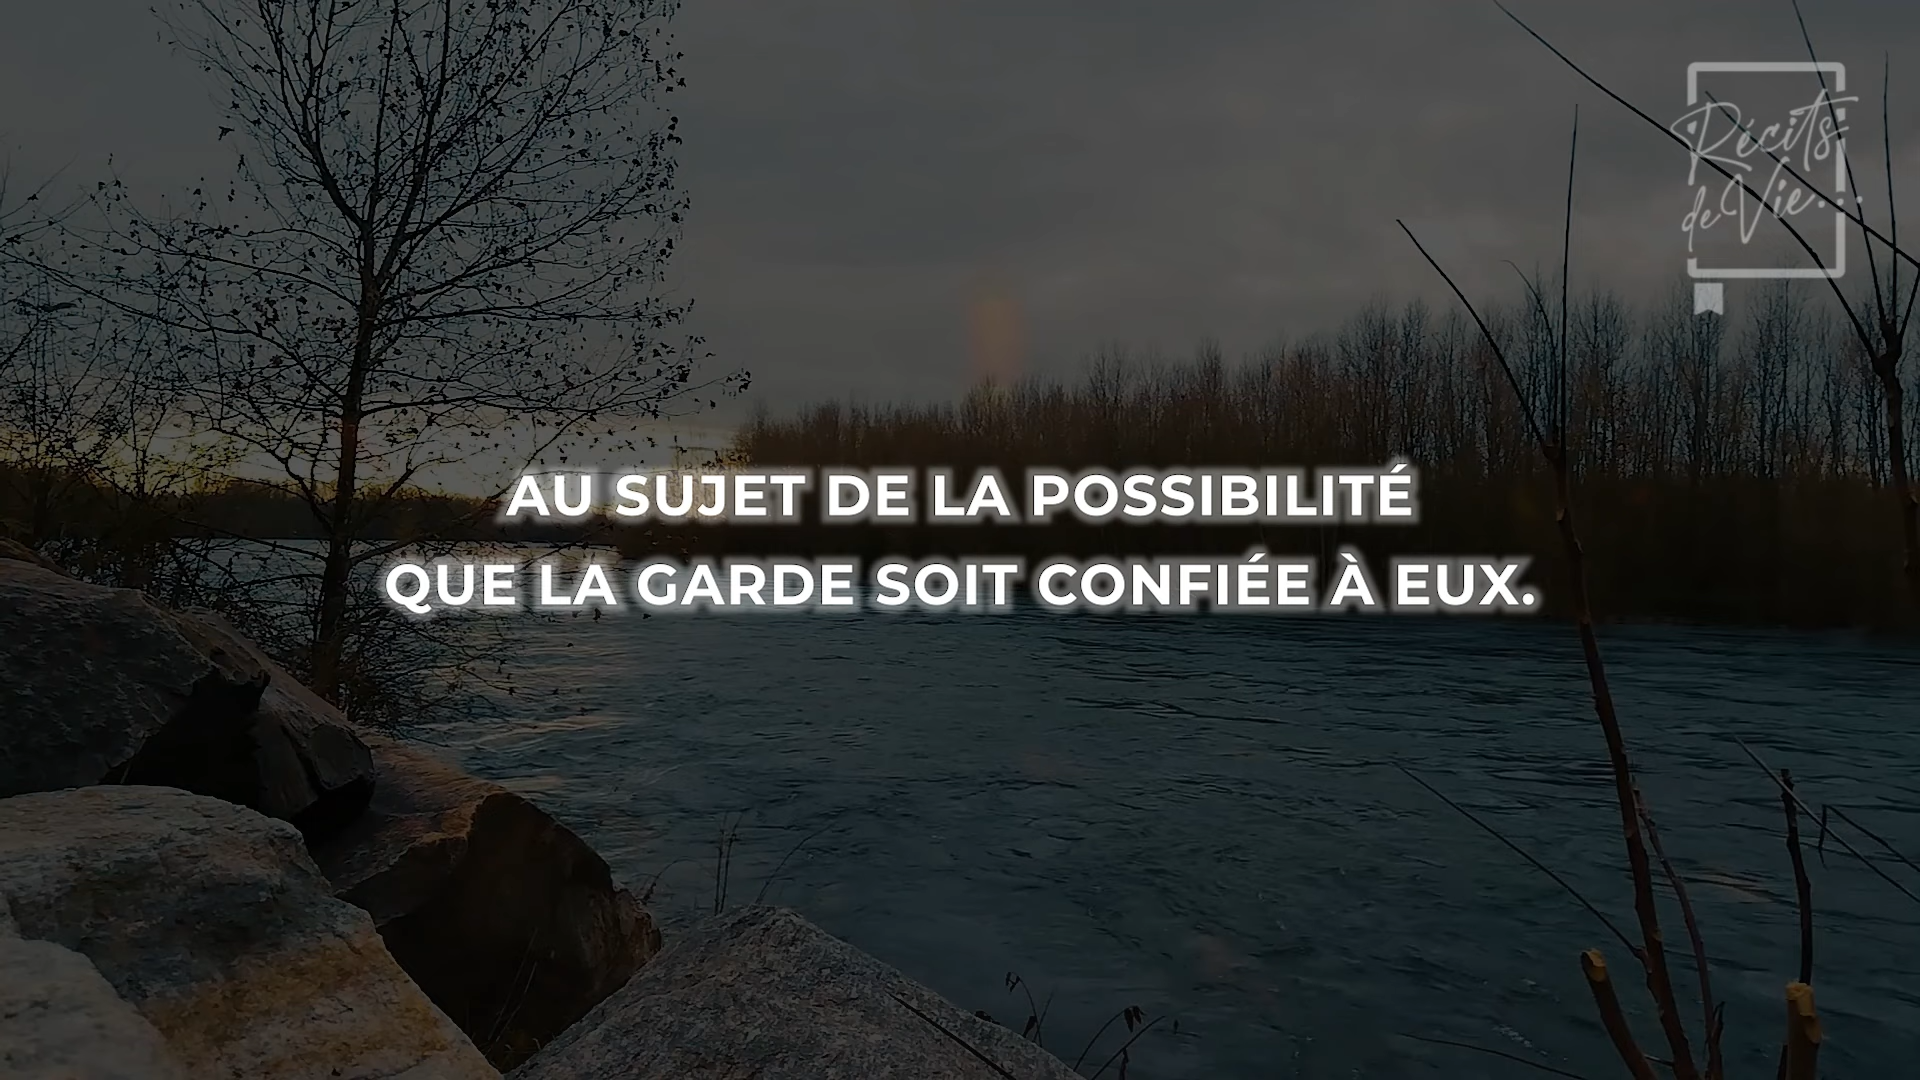 Récits
de Vie...
AU SUJET DE LA POSSIBILITÉ
QUE LA GARDE SOIT CONFIÉE À EUX.